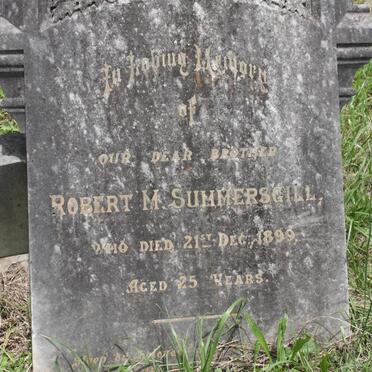 In Loving Memory
of
OUR DEAR BROTHER
ROBERT M. SUMMERSGILL,
WHO DIED 21ST DEC. 1899.
AGED 25 YEARS.